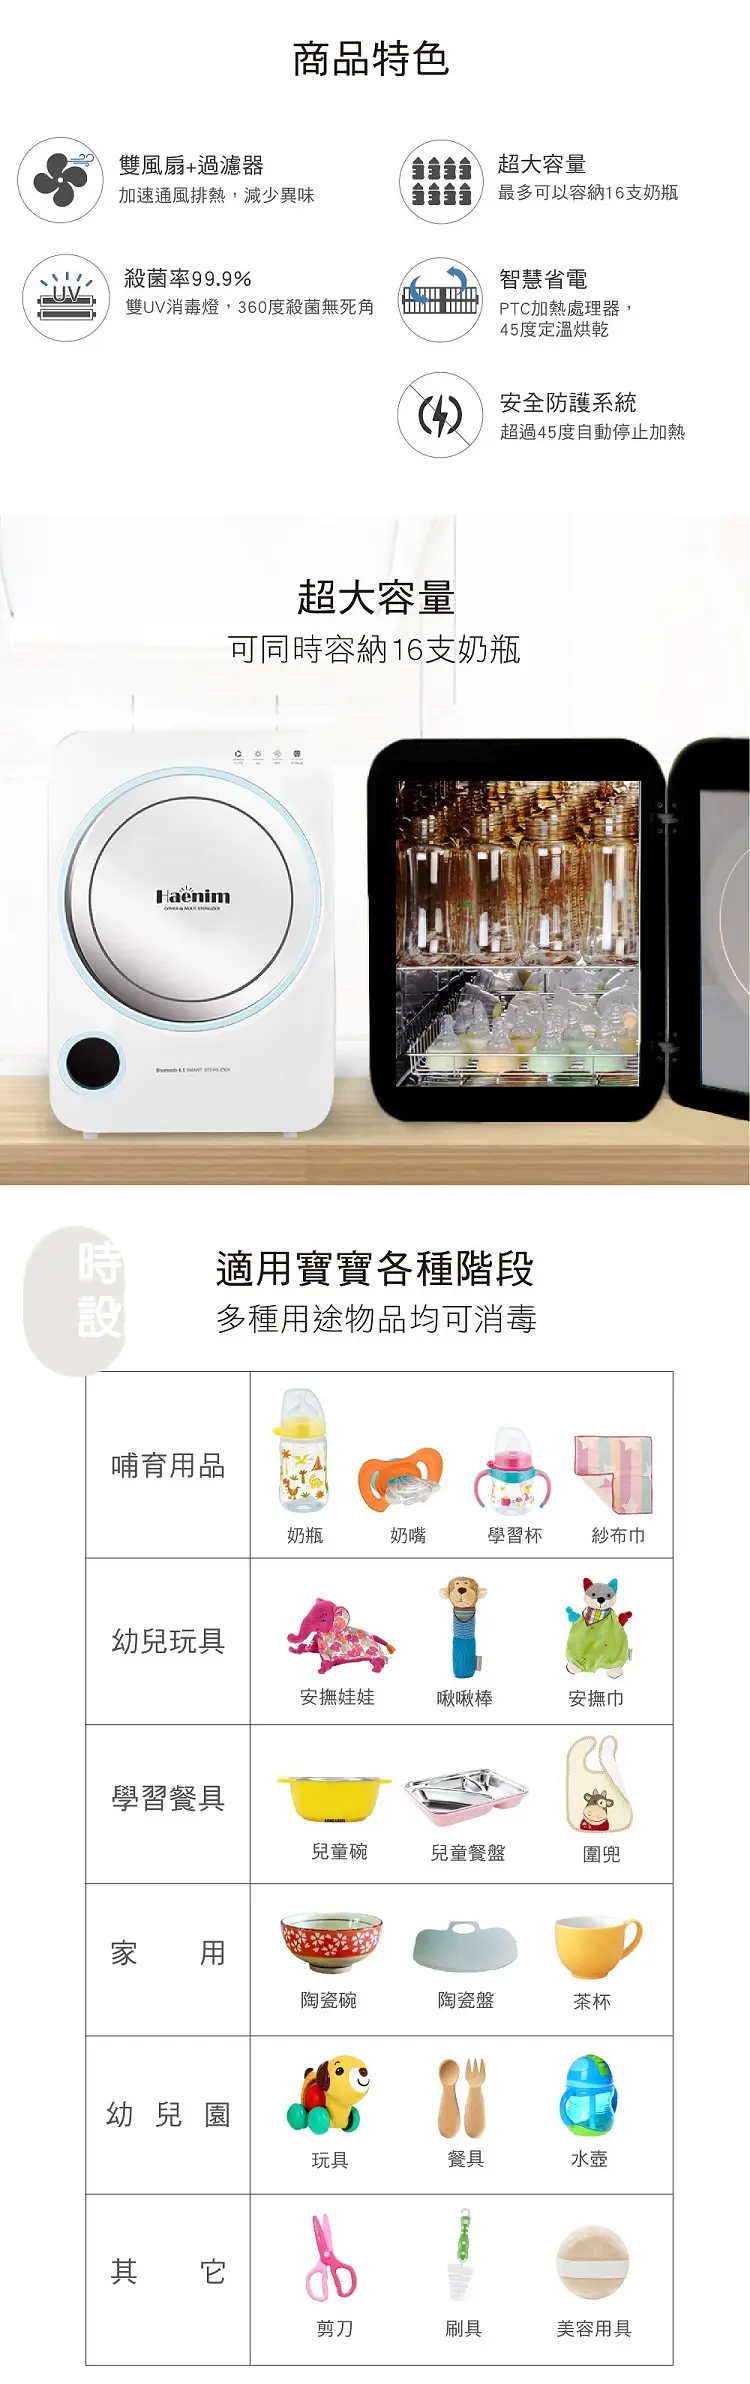 商品特色
雙風扇+過濾器
加速通風排熱，減少異味
超大容量
最多可以容納16支奶瓶
UV
殺菌率99.9%
雙UV消毒燈，360度殺菌無死角
智慧省電
PTC加熱處理器，
45度定溫烘乾
安全防護系統
超過45度自動停止加熱
超大容量
可同時容納16支奶瓶
Haenim
Bluetooth 4.1 SMART STERILIZER
時
設
適用寶寶各種階段
多種用途物品均可消毒
哺育用品
奶瓶
奶嘴
學習杯
紗布巾
幼兒玩具
安撫娃娃
啾啾棒
安撫巾
學習餐具
兒童碗
兒童餐盤
圍兜
家用
陶瓷碗
陶瓷盤
茶杯
幼兒園
玩具
餐具
水壺
其它
剪刀
刷具
美容用具